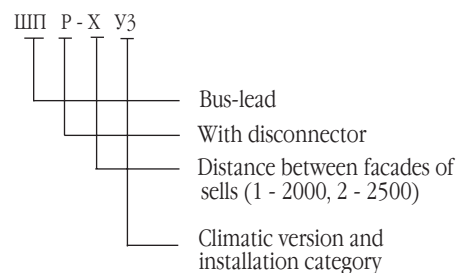 ШП Р - Х УЗ
Bus-lead
With disconnector
Distance between facades of
sells (1 - 2000, 2 - 2500)
Climatic version and
installation category